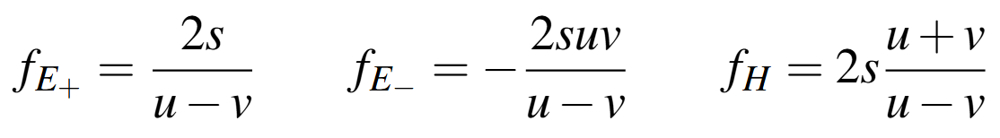 f_{E_+} = \frac{2s}{u - v} \qquad f_{E_-} = -\frac{2suv}{u - v} \qquad f_H = 2s\frac{u + v}{u - v}